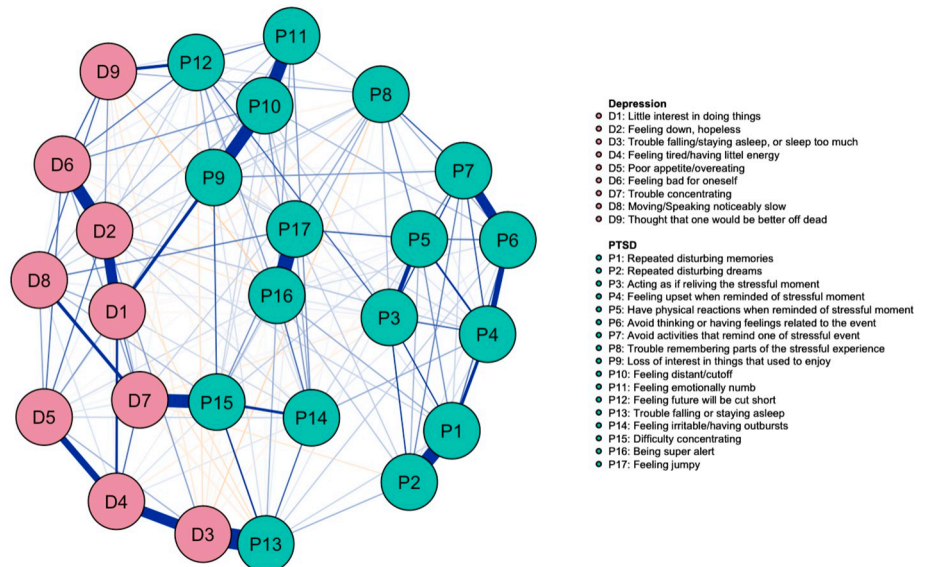 P11
P12
D9
P8
P10
D6
P7
P9
D2
P17
P5
P6
D8
P16
D1
P3
P4
D7
P15
D5
P14
P1
P2
D4
D3
P13
Depression
D1: Little interest in doing things
D2: Feeling down, hopeless
D3: Trouble falling/staying asleep, or sleep too much
D4: Feeling tired/having littel energy
D5: Poor appetite/overeating
D6: Feeling bad for oneself
D7: Trouble concentrating
D8: Moving/Speaking noticeably slow
D9: Thought that one would be better off dead
PTSD
P1: Repeated disturbing memories
P2: Repeated disturbing dreams
P3: Acting as if reliving the stressful moment
P4: Feeling upset when reminded of stressful moment
P5: Have physical reactions when reminded of stressful moment
P6: Avoid thinking or having feelings related to the event
P7: Avoid activities that remind one of stressful event
P8: Trouble remembering parts of the stressful experience
P9: Loss of interest in things that used to enjoy
P10: Feeling distant/cutoff
P11: Feeling emotionally numb
P12: Feeling future will be cut short
P13: Trouble falling or staying asleep
P14: Feeling irritable/having outbursts
P15: Difficulty concentrating
P16: Being super alert
P17: Feeling jumpy